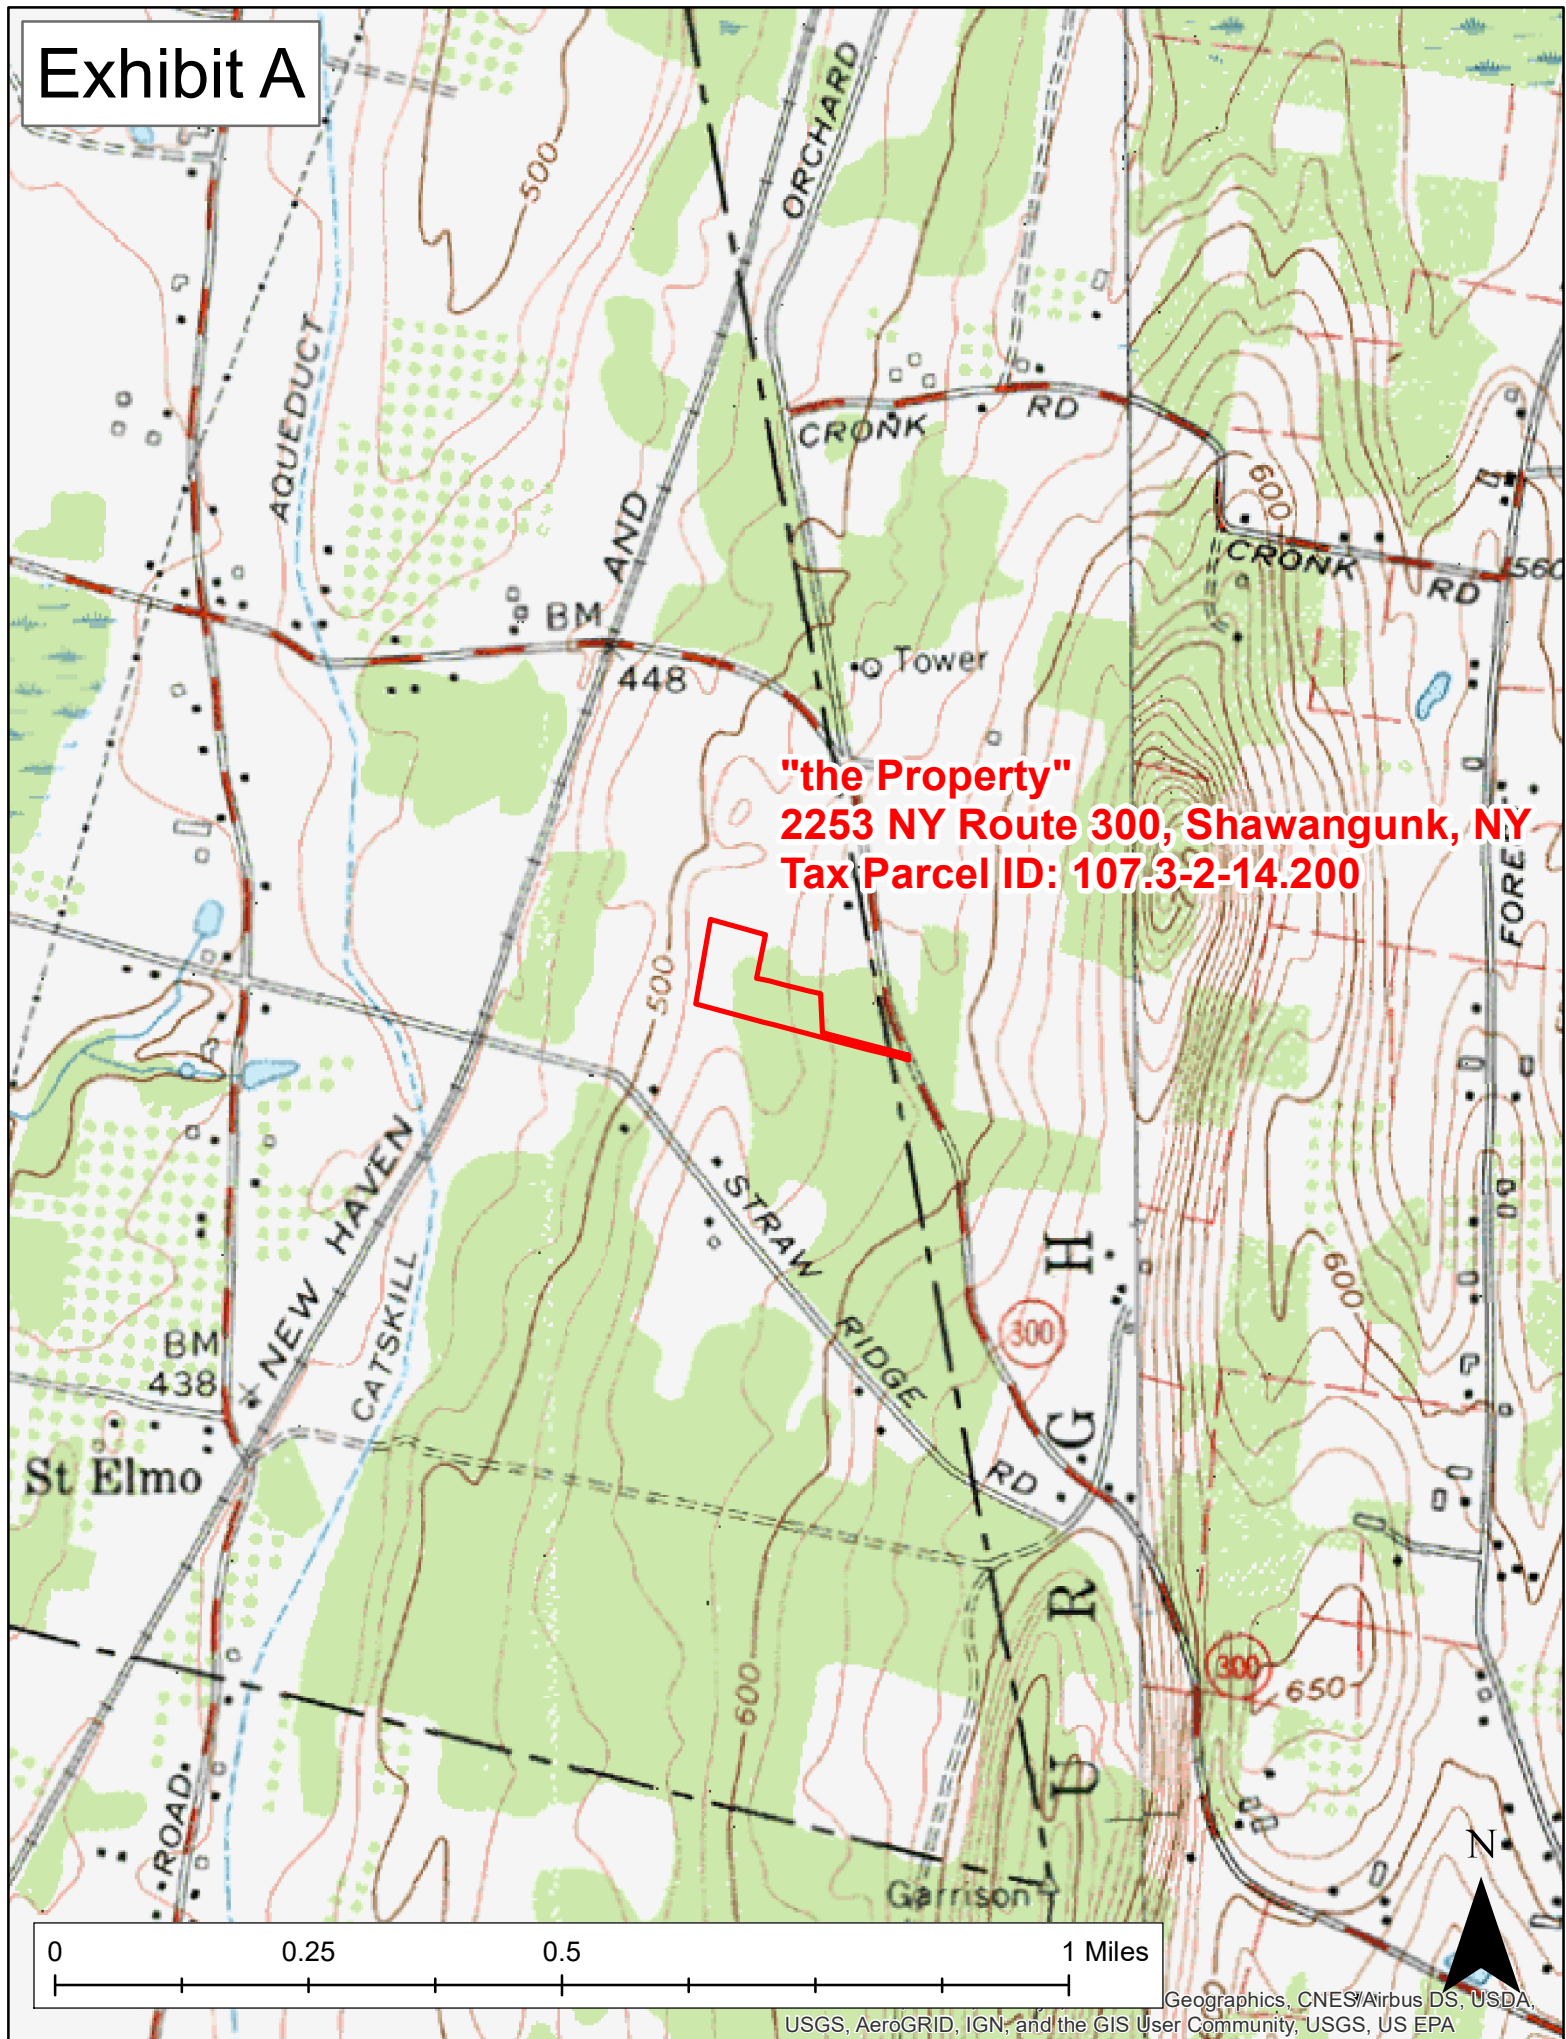 Exhibit A
500
ORCHARD
AQUEDUCT
CRONK
RD
600
CRONK
RD
560
AND
BM
448
Tower
"the Property"
2253 NY Route 300, Shawangunk, NY
Tax Parcel ID: 107.3-2-14.200
FORE
500
NEW HAVEN
CATSKILL
STRAW
RIDGE
RD
H
300
G
600
BM
438
St Elmo
R
300
650
600
U
ROAD
Garrison
N
0 0.25 0.5 1 Miles
Geographics, CNES/Airbus DS, USDA,
USGS, AeroGRID, IGN, and the GIS User Community, USGS, US EPA